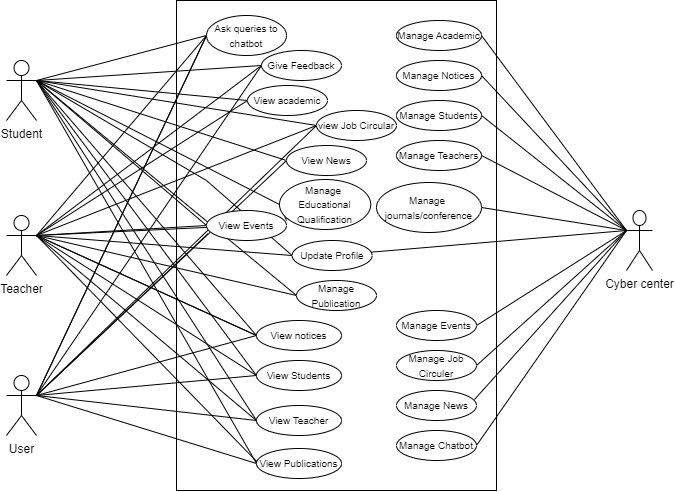 Ask queries to
chatbot
Manage Academic
Give Feedback
Manage Notices
View academic
Manage Students
view Job Circular
Student
View News
Manage Teachers
Manage
Educational
Qualification
Manage
journals/conference
View Events
Update Profile
Teacher
Cyber center
Manage
Publication
Manage Events
View notices
Manage Job
Circuler
View Students
Manage News
View Teacher
User
Manage Chatbot
View Publications